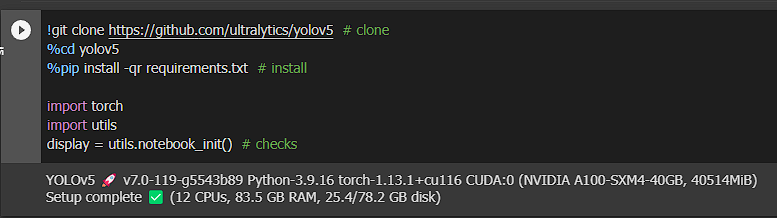 !git clone https://github.com/ultralytics/yolov5 # clone
%cd yolov5
%pip install -qr requirements.txt # install
import torch
import utils
display = utils.notebook_init() # checks
YOLOv5 🚀 v7.0-119-g5543b89 Python-3.9.16 torch-1.13.1+cu116 CUDA:0 (NVIDIA A100-SXM4-40GB, 40514MiB)
Setup complete ✅ (12 CPUs, 83.5 GB RAM, 25.4/78.2 GB disk)